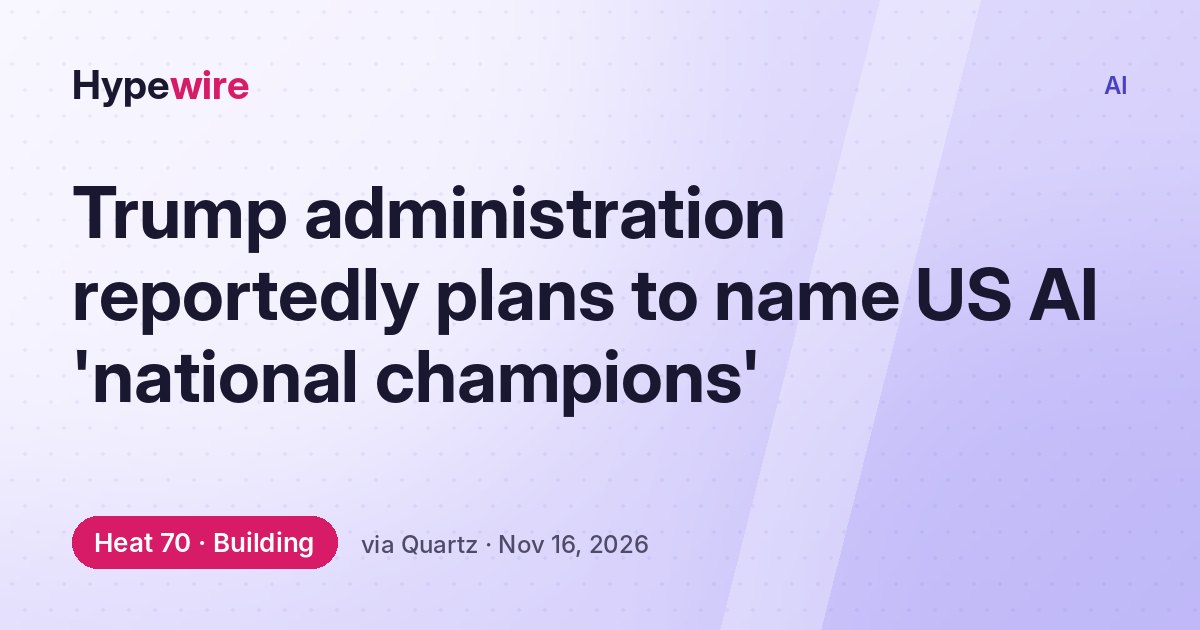 Hypewire
AI
Trump administration
reportedly plans to name US AI
'national champions'
Heat 70 · Building
via Quartz · Nov 16, 2026